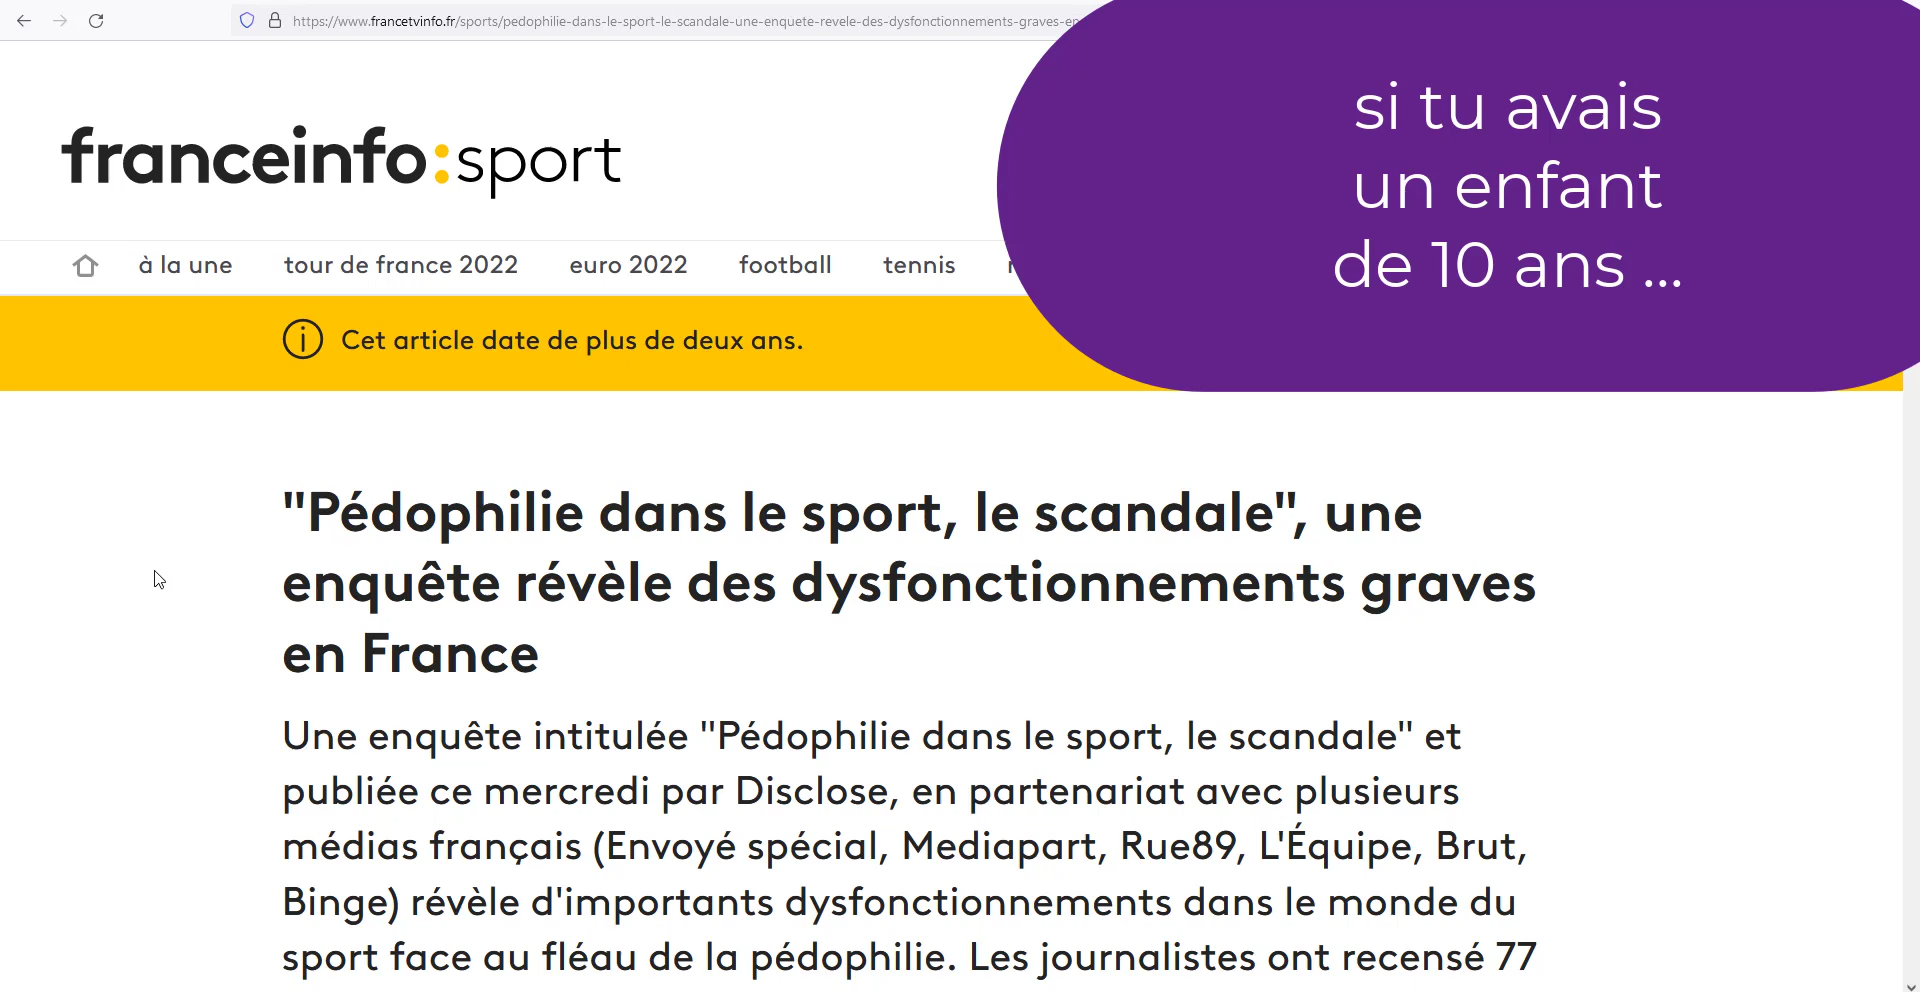 https://www.francetvinfo.fr/sports/pedophilie-dans-le-sport-le-scandale-une-enquete-revele-des-dysfonctionnements-graves-en
si tu avais
un enfant
de 10 ans ...
franceinfo:sport
à la une tour de france 2022 euro 2022 football tennis
Cet article date de plus de deux ans.
"Pédophilie dans le sport, le scandale", une
enquête révèle des dysfonctionnements graves
en France
Une enquête intitulée "Pédophilie dans le sport, le scandale" et
publiée ce mercredi par Disclose, en partenariat avec plusieurs
médias français (Envoyé spécial, Mediapart, Rue89, L'Équipe, Brut,
Binge) révèle d'importants dysfonctionnements dans le monde du
sport face au fléau de la pédophilie. Les journalistes ont recensé 77